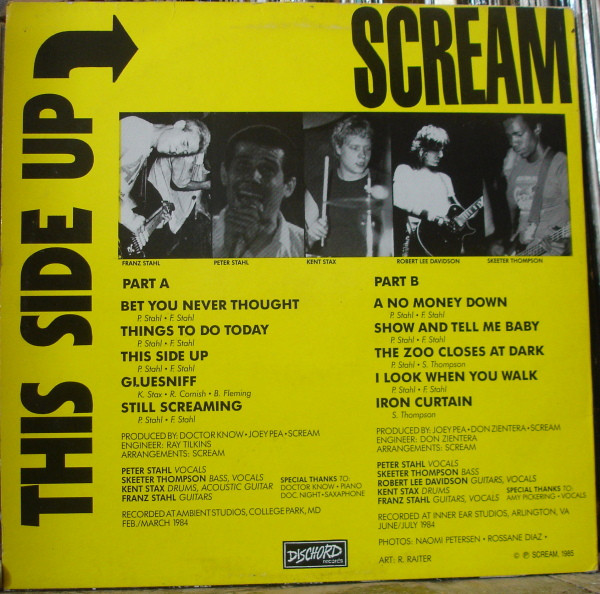 THIS SIDE UP
SCREAM
FRANZ STAHL
PETER STAHL
KENT STAX
ROBERT LEE DAVIDSON
SKEETER THOMPSON
PART A
BET YOU NEVER THOUGHT
P. Stahl • F. Stahl
THINGS TO DO TODAY
P. Stahl • F. Stahl
THIS SIDE UP
P. Stahl • F. Stahl
GLUESNIFF
K. Stax • R. Cornish • B. Fleming
STILL SCREAMING
P. Stahl • F. Stahl
PRODUCED BY: DOCTOR KNOW • JOEY PEA • SCREAM
ENGINEER: RAY TILKINS
ARRANGEMENTS: SCREAM
PETER STAHL VOCALS
SKEETER THOMPSON BASS, VOCALS
KENT STAX DRUMS, ACOUSTIC GUITAR
FRANZ STAHL GUITARS
SPECIAL THANKS TO:
DOCTOR KNOW • PIANO
DOC. NIGHT • SAXAPHONE
RECORDED AT AMBIENT STUDIOS, COLLEGE PARK, MD
FEB./MARCH 1984
PART B
A NO MONEY DOWN
P. Stahl • F. Stahl
SHOW AND TELL ME BABY
P. Stahl • F. Stahl
THE ZOO CLOSES AT DARK
P. Stahl • S. Thompson
I LOOK WHEN YOU WALK
P. Stahl • F. Stahl
IRON CURTAIN
S. Thompson
PRODUCED BY: JOEY PEA • DON ZIENTERA • SCREAM
ENGINEER: DON ZIENTERA
ARRANGEMENTS: SCREAM
PETER STAHL VOCALS
SKEETER THOMPSON BASS
ROBERT LEE DAVIDSON GUITARS, VOCALS
KENT STAX DRUMS
FRANZ STAHL GUITARS, VOCALS
SPECIAL THANKS TO:
AMY PICKERING • VOCALS
RECORDED AT INNER EAR STUDIOS, ARLINGTON, VA
JUNE/JULY 1984
PHOTOS: NAOMI PETERSEN • ROSSANE DIAZ •
ART: R. RAITER
© ℗ SCREAM, 1985
DISCHORD
RECORDS